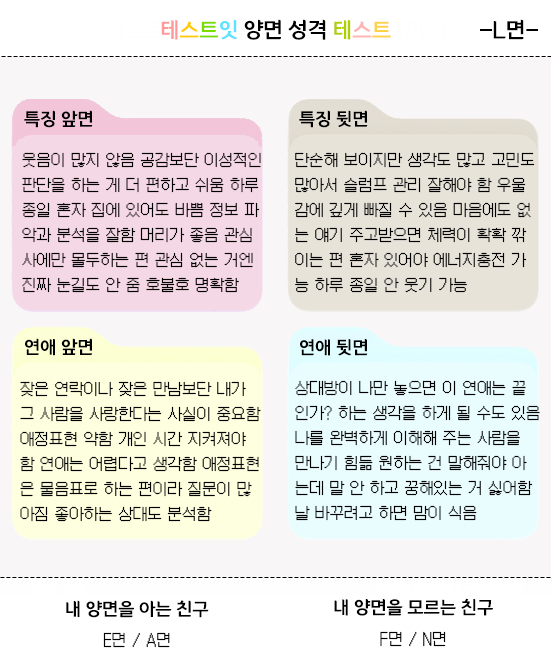 테스트잇 양면 성격 테스트
–L면–
특징 앞면
웃음이 많지 않음 공감보단 이성적인
판단을 하는 게 더 편하고 쉬움 하루
종일 혼자 집에 있어도 바쁨 정보 파
악과 분석을 잘함 머리가 좋음 관심
사에만 몰두하는 편 관심 없는 거엔
진짜 눈길도 안 줌 호불호 명확함
특징 뒷면
단순해 보이지만 생각도 많고 고민도
많아서 슬럼프 관리 잘해야 함 우울
감에 깊게 빠질 수 있음 마음에도 없
는 얘기 주고받으면 체력이 확확 깎
이는 편 혼자 있어야 에너지충전 가
능 하루 종일 안 웃기 가능
연애 앞면
잦은 연락이나 잦은 만남보단 내가
그 사람을 사랑한다는 사실이 중요함
애정표현 약함 개인 시간 지켜져야
함 연애는 어렵다고 생각함 애정표현
은 물음표로 하는 편이라 질문이 많
아짐 좋아하는 상대도 분석함
연애 뒷면
상대방이 나만 놓으면 이 연애는 끝
인가? 하는 생각을 하게 될 수도 있음
나를 완벽하게 이해해 주는 사람을
만나기 힘듦 원하는 건 말해줘야 아
는데 말 안 하고 꽁해있는 거 싫어함
날 바꾸려고 하면 맘이 식음
내 양면을 아는 친구
E면 / A면
내 양면을 모르는 친구
F면 / N면